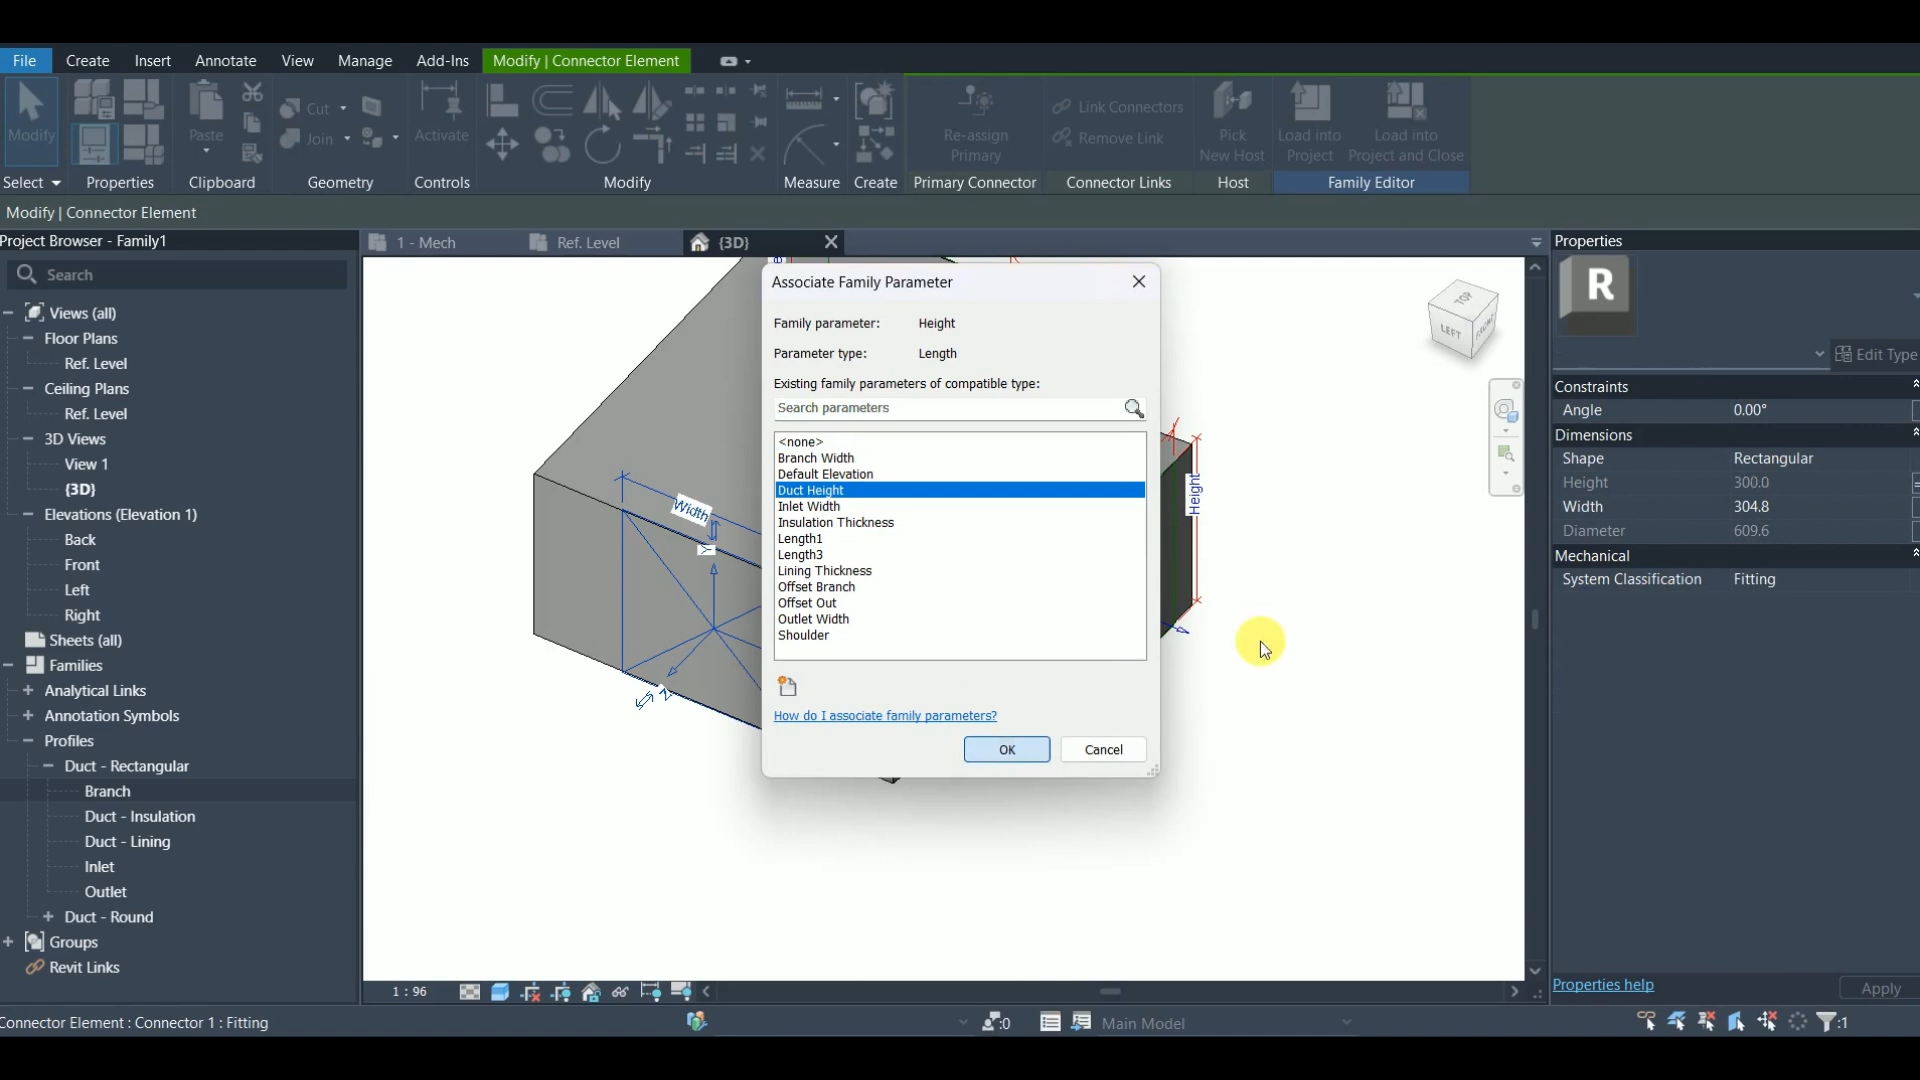 File Create Insert Annotate View Manage Add-Ins Modify | Connector Element
Modify Paste Cut Join Activate Re-assign Primary Link Connectors Remove Link Pick New Host Load into Project Load into Project and Close
Select Properties Clipboard Geometry Controls Modify Measure Create Primary Connector Connector Links Host Family Editor
Modify | Connector Element
Project Browser - Family1
Search
Views (all)
Floor Plans
Ref. Level
Ceiling Plans
Ref. Level
3D Views
View 1
{3D}
Elevations (Elevation 1)
Back
Front
Left
Right
Sheets (all)
Families
Analytical Links
Annotation Symbols
Profiles
Duct - Rectangular
Branch
Duct - Insulation
Duct - Lining
Inlet
Outlet
Duct - Round
Groups
Revit Links
1 - Mech
Ref. Level
{3D}
Width
Y
Z
Height
TOP
LEFT
Associate Family Parameter
Family parameter: Height
Parameter type: Length
Existing family parameters of compatible type:
Search parameters
<none>
Branch Width
Default Elevation
Duct Height
Inlet Width
Insulation Thickness
Length1
Length3
Lining Thickness
Offset Branch
Offset Out
Outlet Width
Shoulder
How do I associate family parameters?
OK Cancel
Properties
R
Edit Type
Constraints
Angle 0.00°
Dimensions
Shape Rectangular
Height 300.0
Width 304.8
Diameter 609.6
Mechanical
System Classification Fitting
Properties help
Apply
1 : 96
Connector Element : Connector 1 : Fitting
:0
Main Model
:1